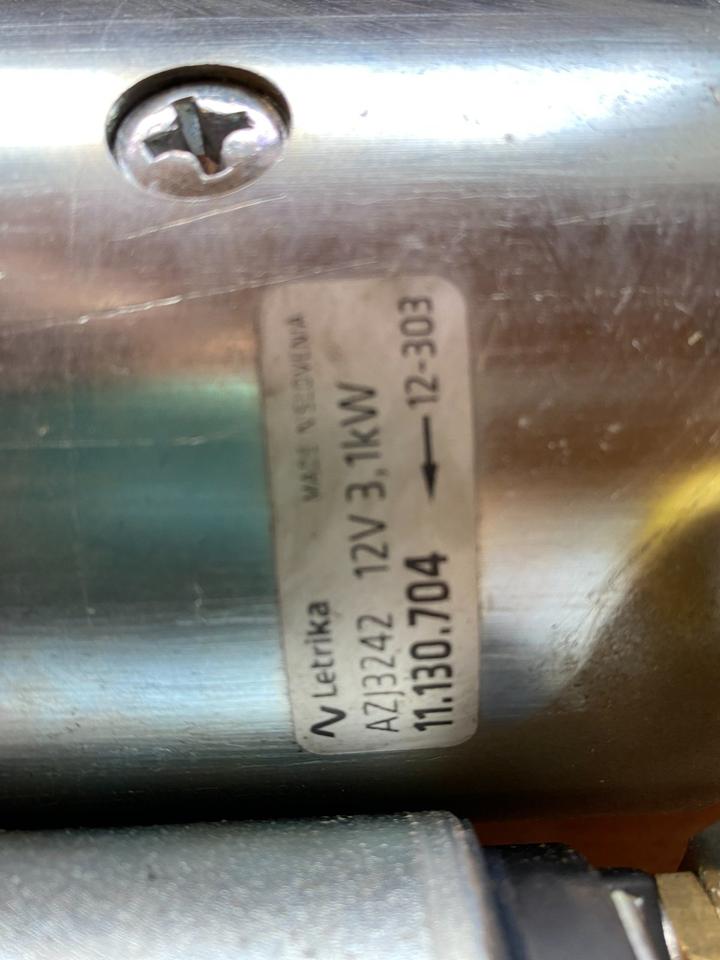 Letrika MADE IN SLOVENIA
AZJ3242 12V 3,1kW
11.130.704 ← 12-303